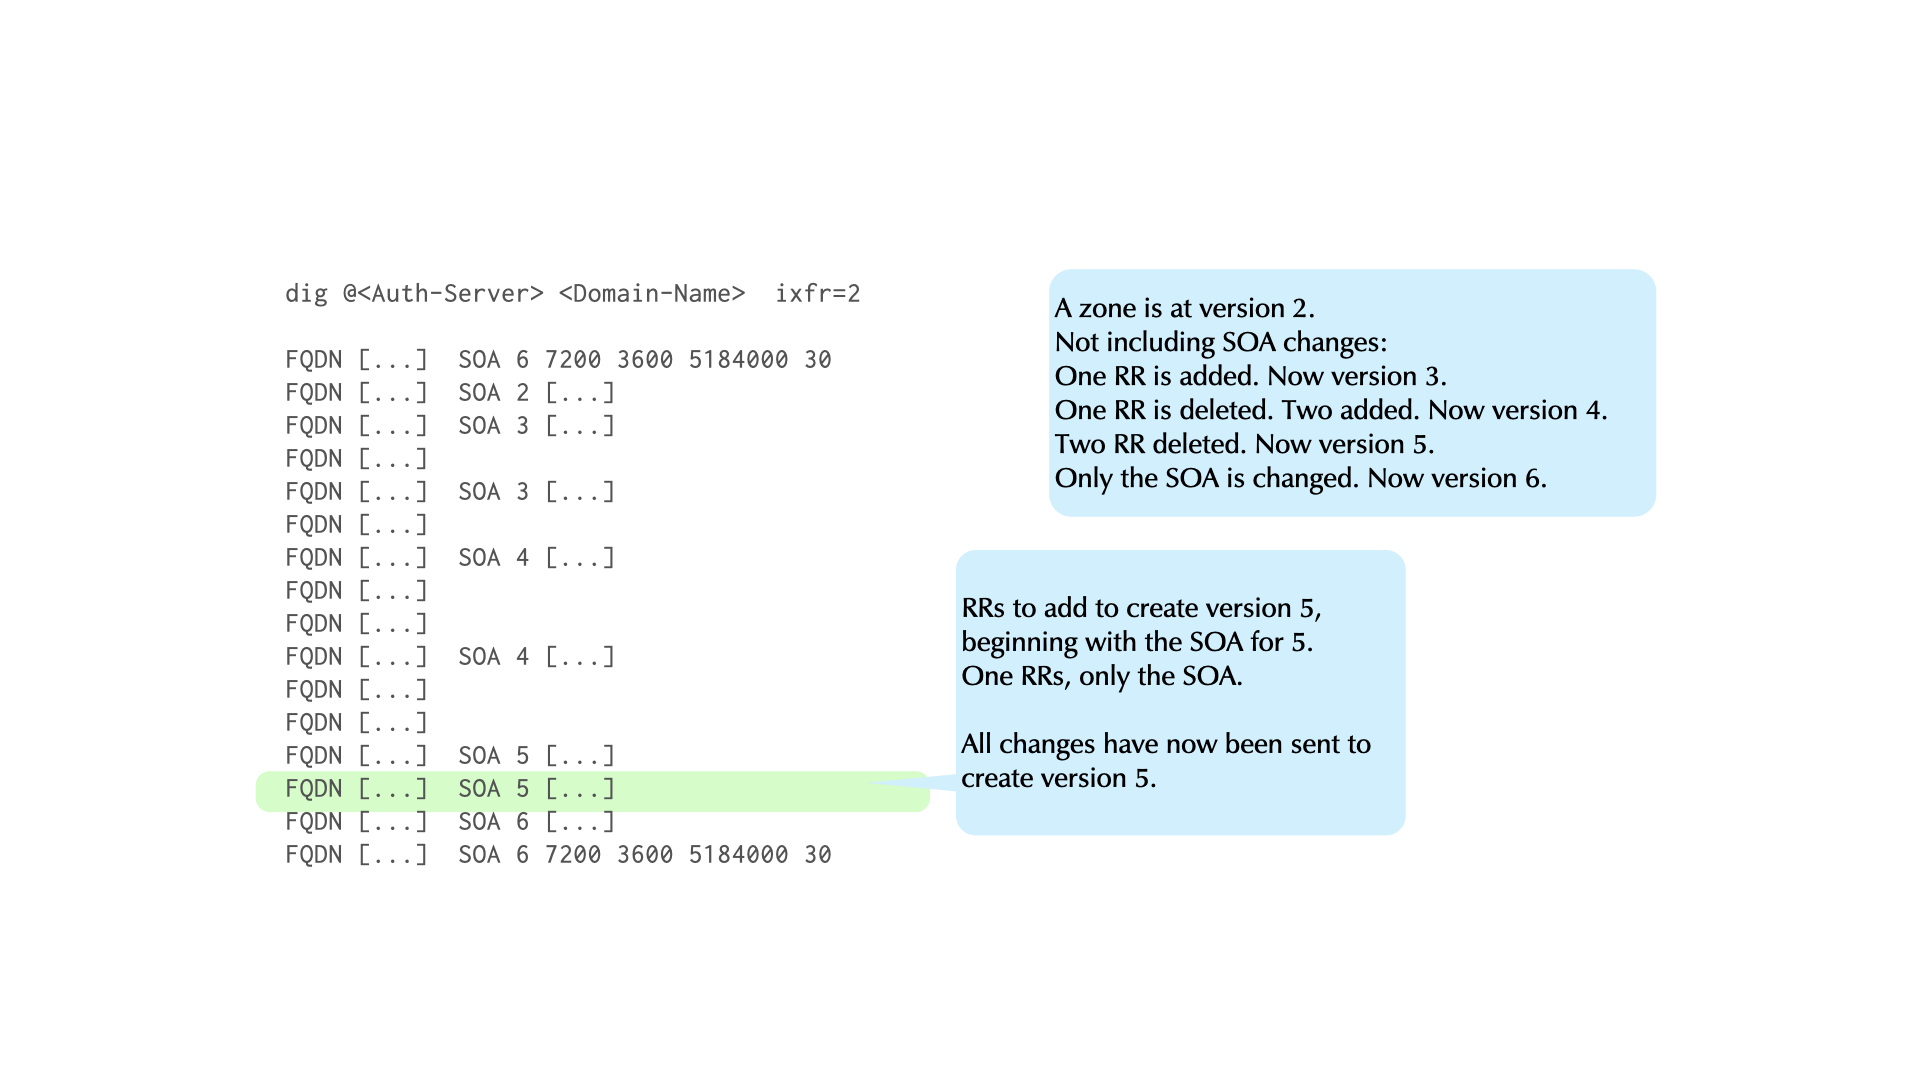 dig @<Auth-Server> <Domain-Name>  ixfr=2
FQDN [...]  SOA 6 7200 3600 5184000 30
FQDN [...]  SOA 2 [...]
FQDN [...]  SOA 3 [...]
FQDN [...]
FQDN [...]  SOA 3 [...]
FQDN [...]
FQDN [...]  SOA 4 [...]
FQDN [...]
FQDN [...]
FQDN [...]  SOA 4 [...]
FQDN [...]
FQDN [...]
FQDN [...]  SOA 5 [...]
FQDN [...]  SOA 5 [...]
FQDN [...]  SOA 6 [...]
FQDN [...]  SOA 6 7200 3600 5184000 30
A zone is at version 2.
Not including SOA changes:
One RR is added. Now version 3.
One RR is deleted. Two added. Now version 4.
Two RR deleted. Now version 5.
Only the SOA is changed. Now version 6.
RRs to add to create version 5,
beginning with the SOA for 5.
One RRs, only the SOA.
All changes have now been sent to
create version 5.